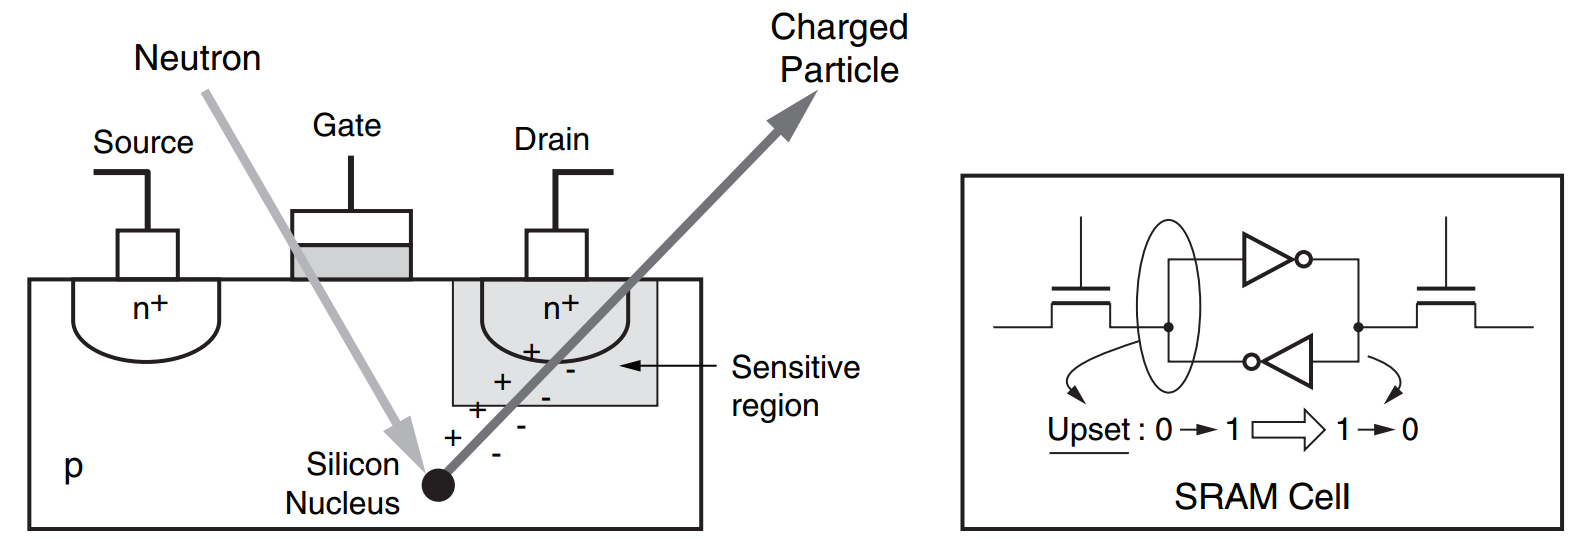 Neutron
Charged
Particle
Source
Gate
Drain
n+
n+
+
-
+
-
+
-
+
-
Sensitive
region
p
Silicon
Nucleus
Upset : 0 → 1 ⇒ 1 → 0
SRAM Cell